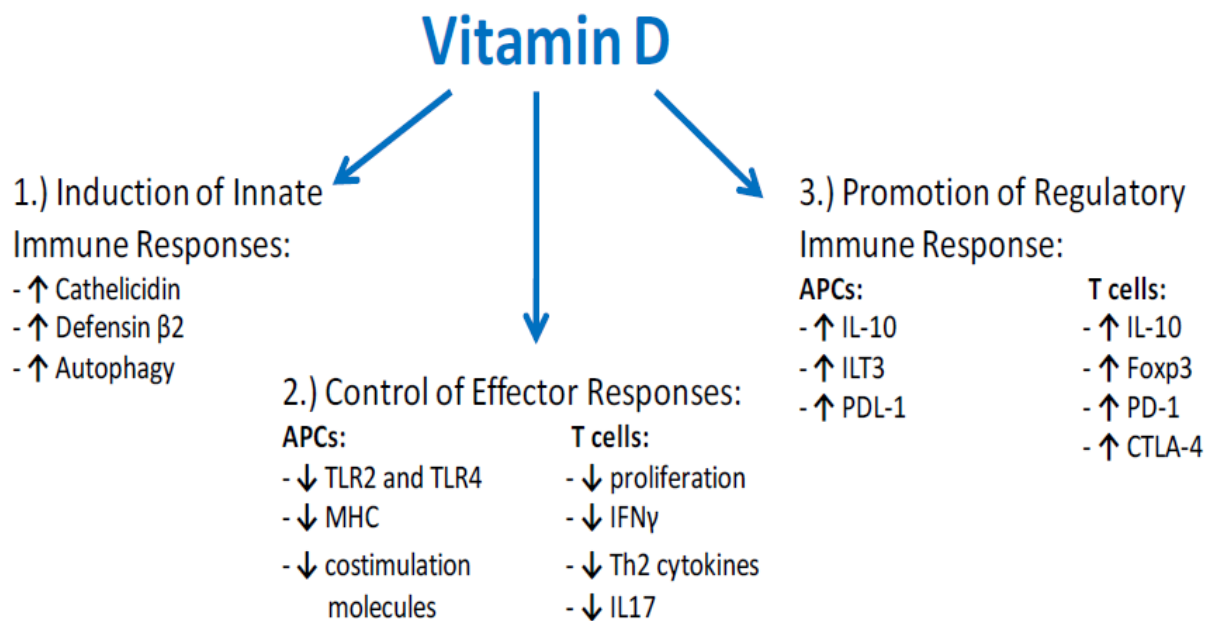 Vitamin D
1.) Induction of Innate
Immune Responses:
- ↑ Cathelicidin
- ↑ Defensin β2
- ↑ Autophagy
2.) Control of Effector Responses:
APCs:
- ↓ TLR2 and TLR4
- ↓ MHC
- ↓ costimulation
molecules
T cells:
- ↓ proliferation
- ↓ IFNγ
- ↓ Th2 cytokines
- ↓ IL17
3.) Promotion of Regulatory
Immune Response:
APCs:
- ↑ IL-10
- ↑ ILT3
- ↑ PDL-1
T cells:
- ↑ IL-10
- ↑ Foxp3
- ↑ PD-1
- ↑ CTLA-4